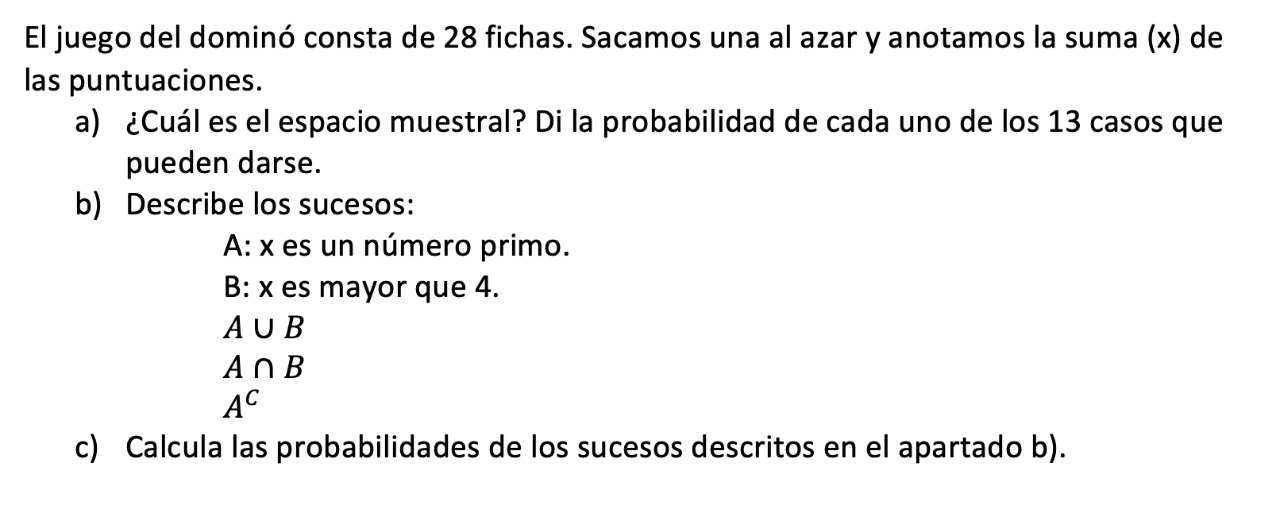 El juego del dominó consta de 28 fichas. Sacamos una al azar y anotamos la suma (x) de
las puntuaciones.
a) ¿Cuál es el espacio muestral? Di la probabilidad de cada uno de los 13 casos que
pueden darse.
b) Describe los sucesos:
A: x es un número primo.
B: x es mayor que 4.
A ∪ B
A ∩ B
Aᶜ
c) Calcula las probabilidades de los sucesos descritos en el apartado b).